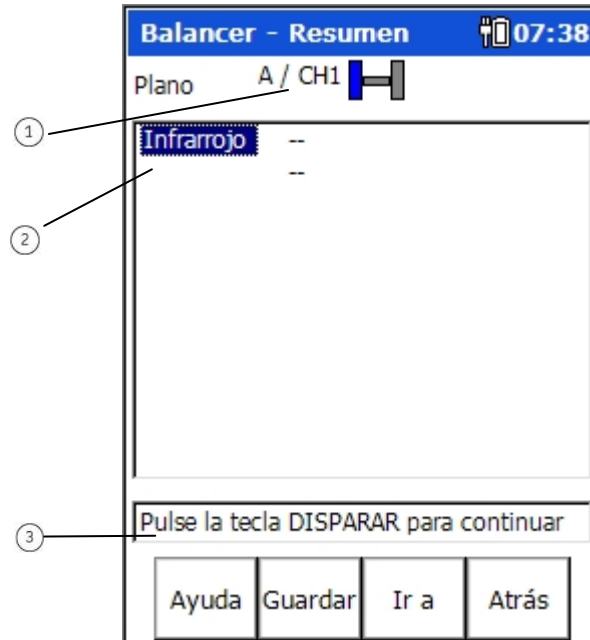 Balancer - Resumen 07:38
Plano A / CH1
1
Infrarrojo --
--
2
Pulse la tecla DISPARAR para continuar
3
Ayuda Guardar Ir a Atrás